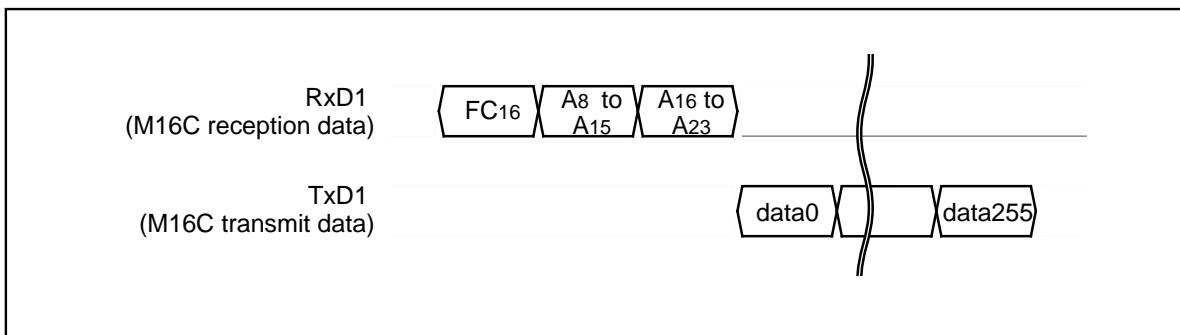 RxD1
(M16C reception data)
FC16
A8 to
A15
A16 to
A23
TxD1
(M16C transmit data)
data0
data255